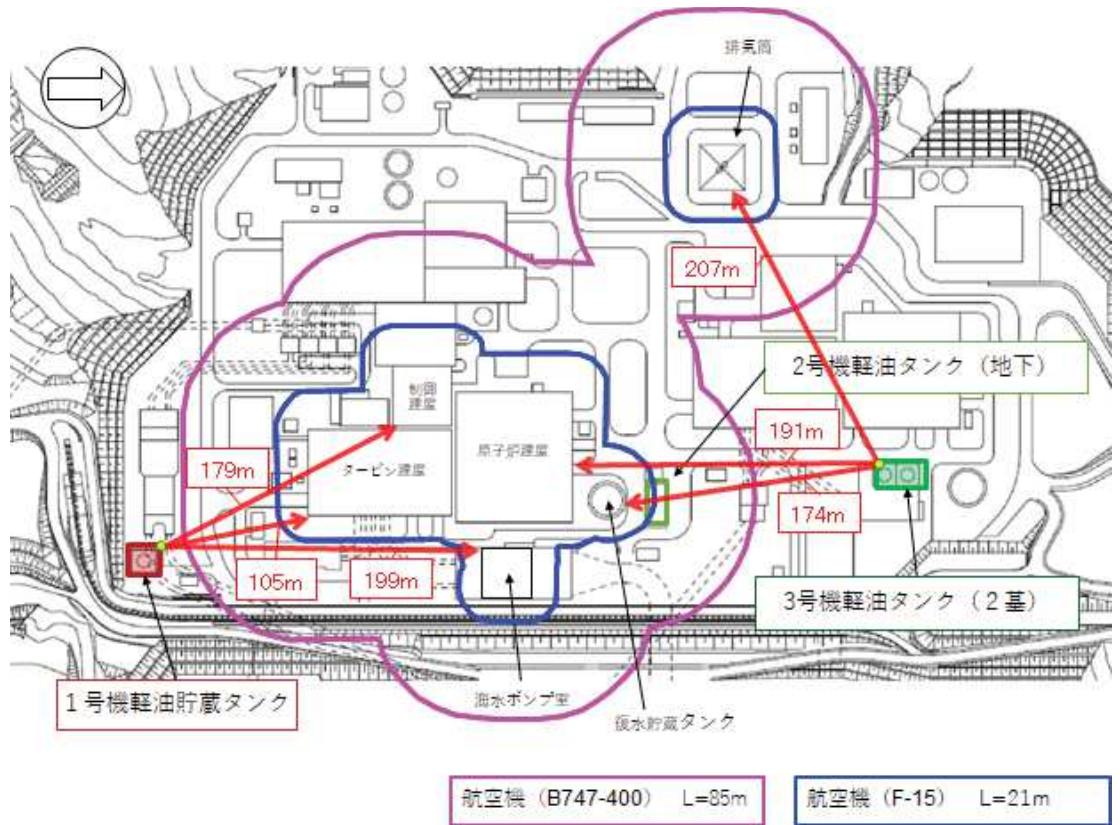 排気筒
207m
2号機軽油タンク（地下）
制御
建屋
原子炉建屋
191m
タービン建屋
179m
174m
105m
199m
3号機軽油タンク（２基）
１号機軽油貯蔵タンク
海水ポンプ室
復水貯蔵タンク
航空機（B747-400） L=85m
航空機（F-15） L=21m